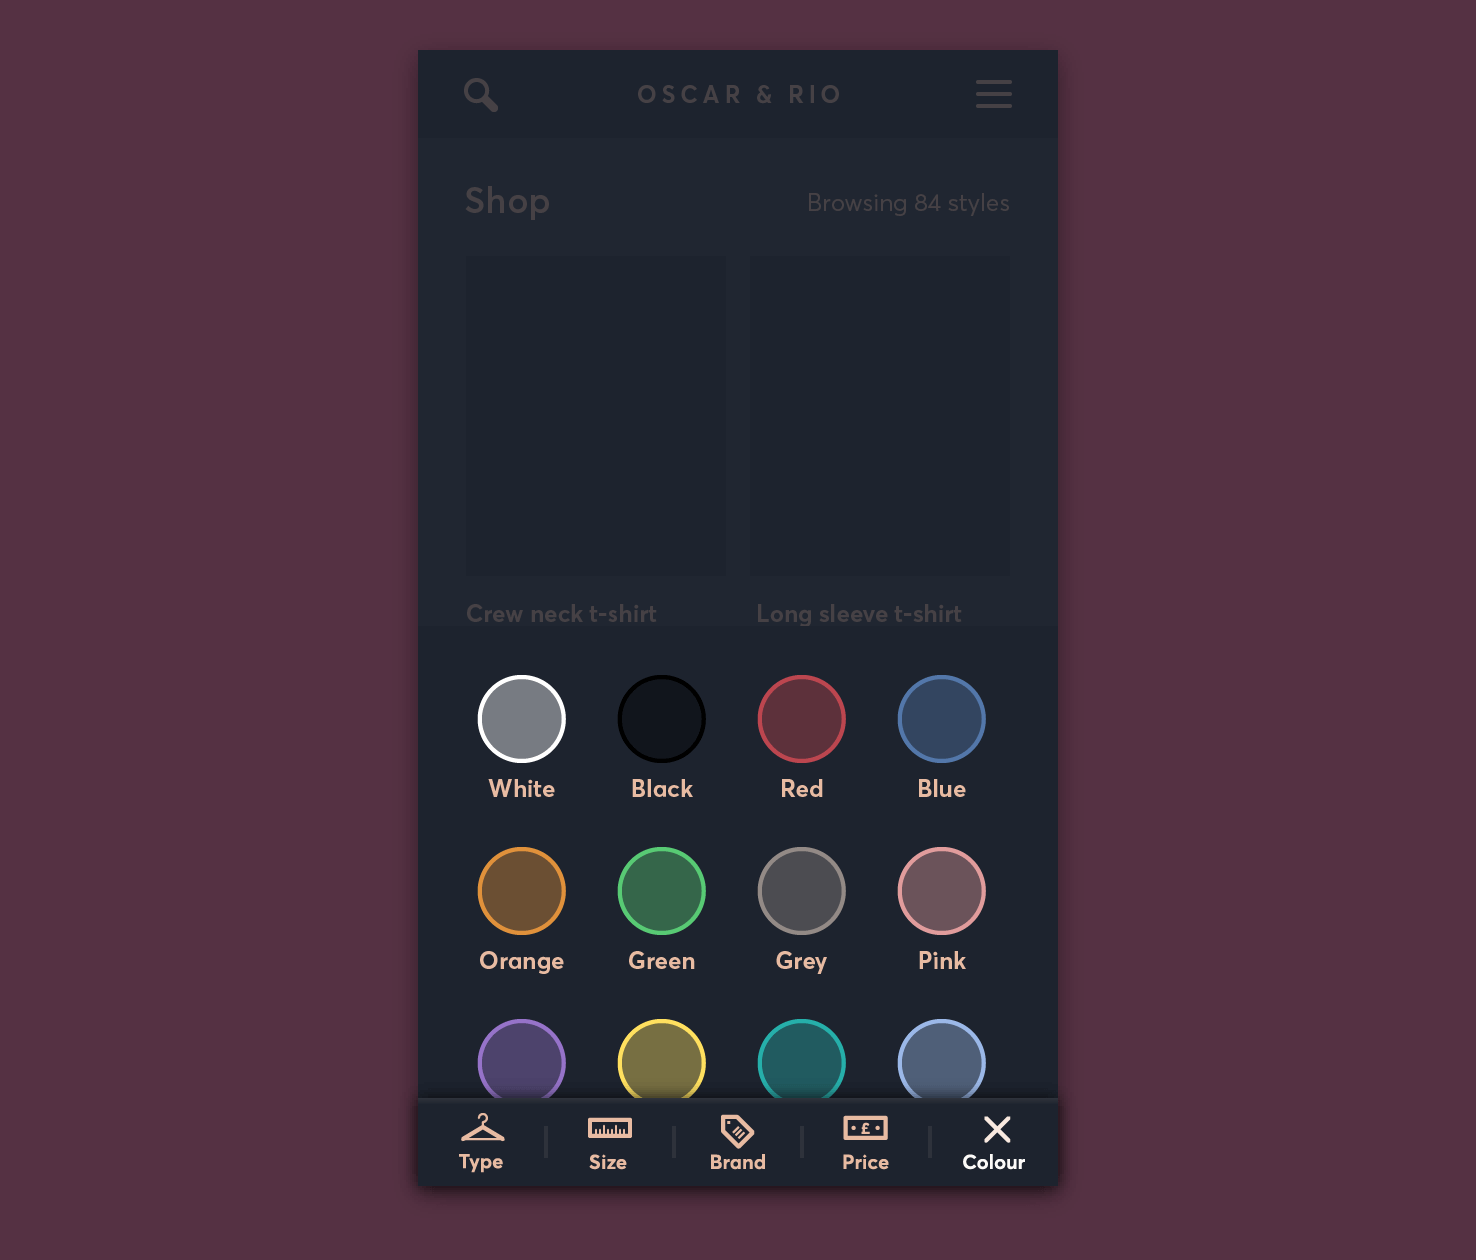 OSCAR & RIO
Shop
Browsing 84 styles
Crew neck t-shirt
Long sleeve t-shirt
White
Black
Red
Blue
Orange
Green
Grey
Pink
£
Type
Size
Brand
Price
Colour